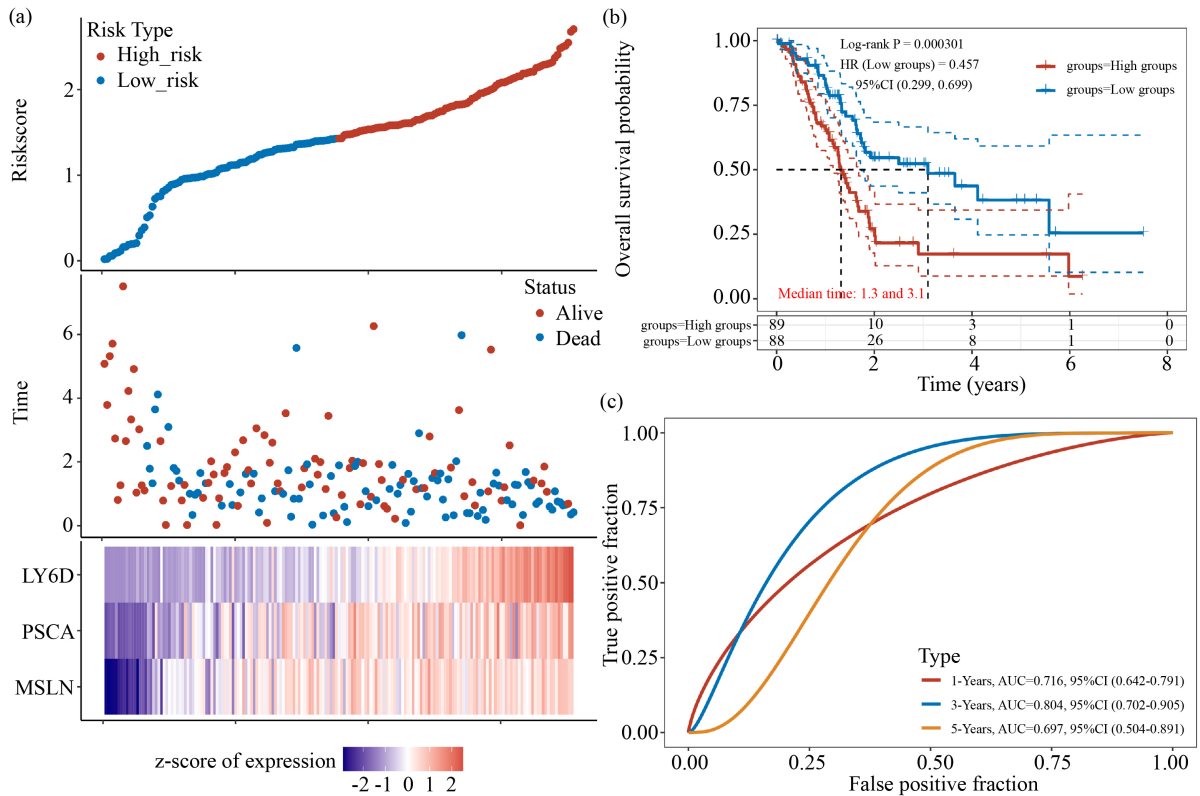 (a)
Risk Type
High_risk
Low_risk
Riskscore
2
1
0
Status
Alive
Dead
Time
6
4
2
0
LY6D
PSCA
MSLN
z-score of expression
-2 -1 0 1 2
(b)
Overall survival probability
1.00
0.75
0.50
0.25
0.00
Log-rank P = 0.000301
HR (Low groups) = 0.457
95%CI (0.299, 0.699)
groups=High groups
groups=Low groups
Median time: 1.3 and 3.1
groups=High groups 89 10 3 1 0
groups=Low groups 88 26 8 1 0
0 2 4 6 8
Time (years)
(c)
True positive fraction
1.00
0.75
0.50
0.25
0.00
Type
1-Years, AUC=0.716, 95%CI (0.642-0.791)
3-Years, AUC=0.804, 95%CI (0.702-0.905)
5-Years, AUC=0.697, 95%CI (0.504-0.891)
0.00 0.25 0.50 0.75 1.00
False positive fraction